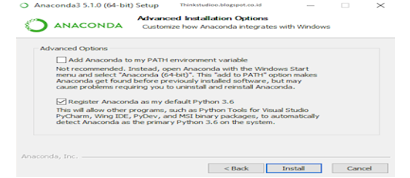 Anaconda3 5.1.0 (64-bit) Setup
Thinkstudion.blogspot.co.id
ANACONDA
Advanced Installation Options
Customize how Anaconda integrates with Windows
Advanced Options
Add Anaconda to my PATH environment variable
Not recommended. Instead, open Anaconda with the Windows Start
menu and select "Anaconda (64-bit)". This "add to PATH" option makes
Anaconda get found before previously installed software, but may
cause problems requiring you to uninstall and reinstall Anaconda.
Register Anaconda as my default Python 3.6
This will allow other programs, such as Python Tools for Visual Studio
PyCharm, Wing IDE, PyDev, and MSI binary packages, to automatically
detect Anaconda as the primary Python 3.6 on the system.
Anaconda, Inc.
< Back
Install
Cancel